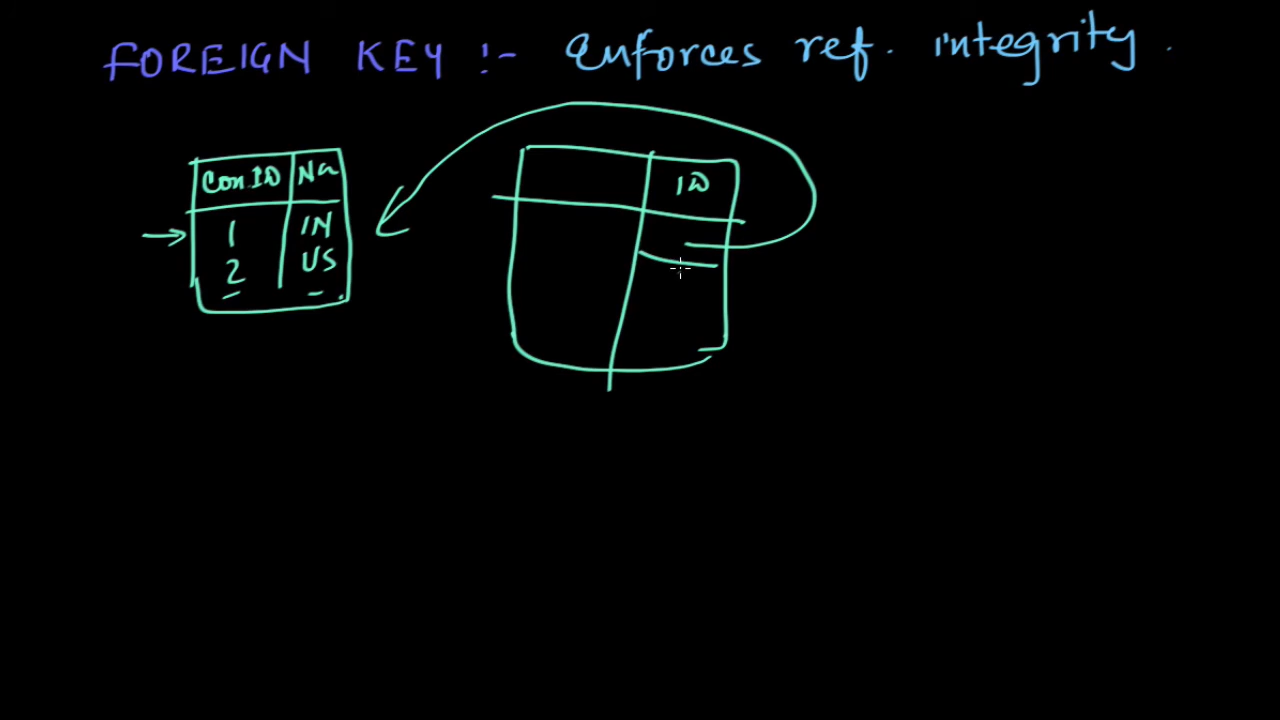 FOREIGN KEY :- Enforces ref. integrity.
Con ID Na
1 IN
2 US
ID